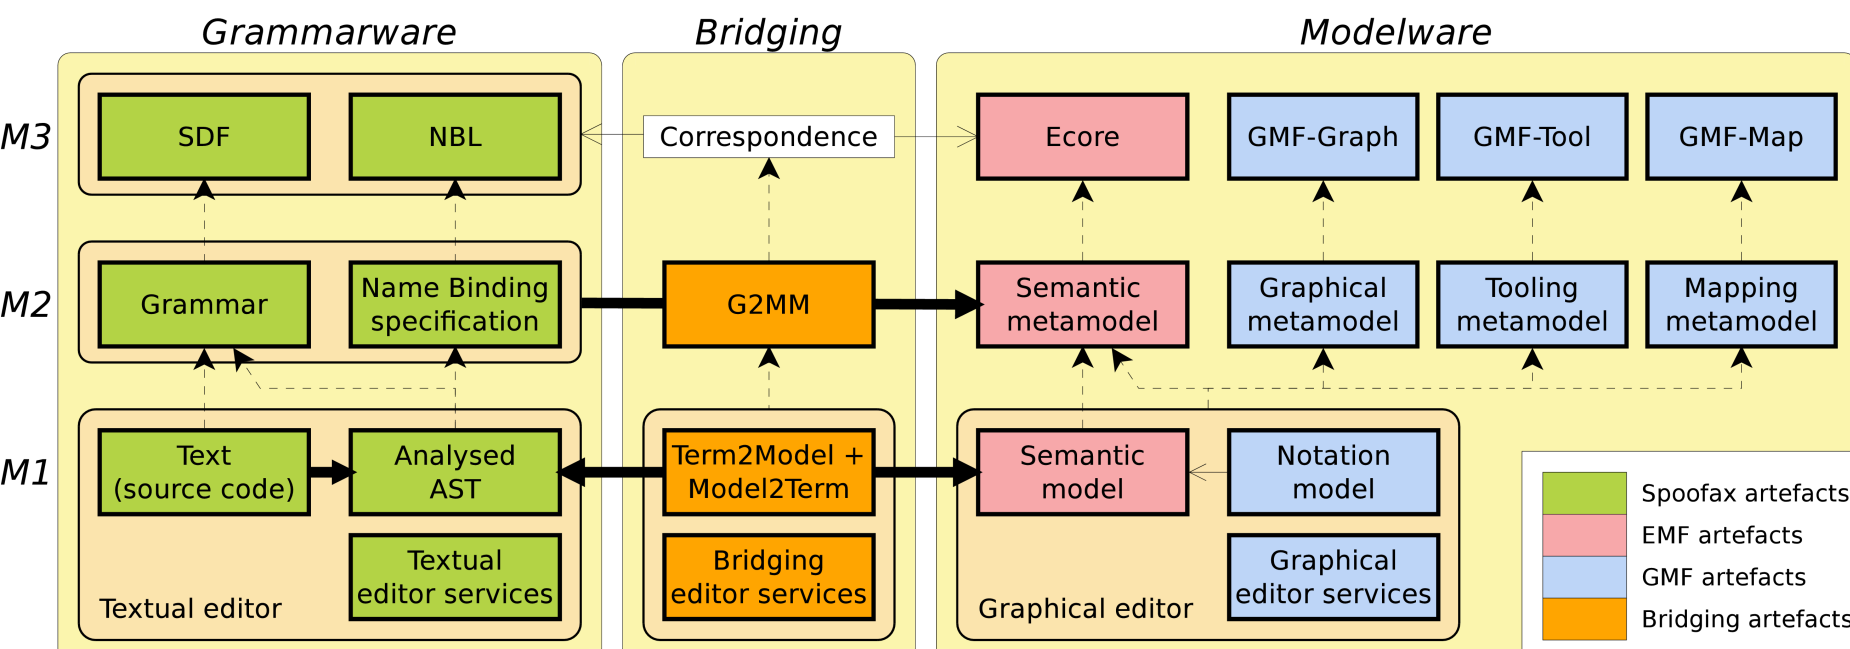 Grammarware
Bridging
Modelware
M3
SDF
NBL
Correspondence
Ecore
GMF-Graph
GMF-Tool
GMF-Map
M2
Grammar
Name Binding
specification
G2MM
Semantic
metamodel
Graphical
metamodel
Tooling
metamodel
Mapping
metamodel
M1
Text
(source code)
Analysed
AST
Term2Model +
Model2Term
Semantic
model
Notation
model
Textual
editor services
Bridging
editor services
Graphical
editor services
Textual editor
Graphical editor
Spoofax artefacts
EMF artefacts
GMF artefacts
Bridging artefacts